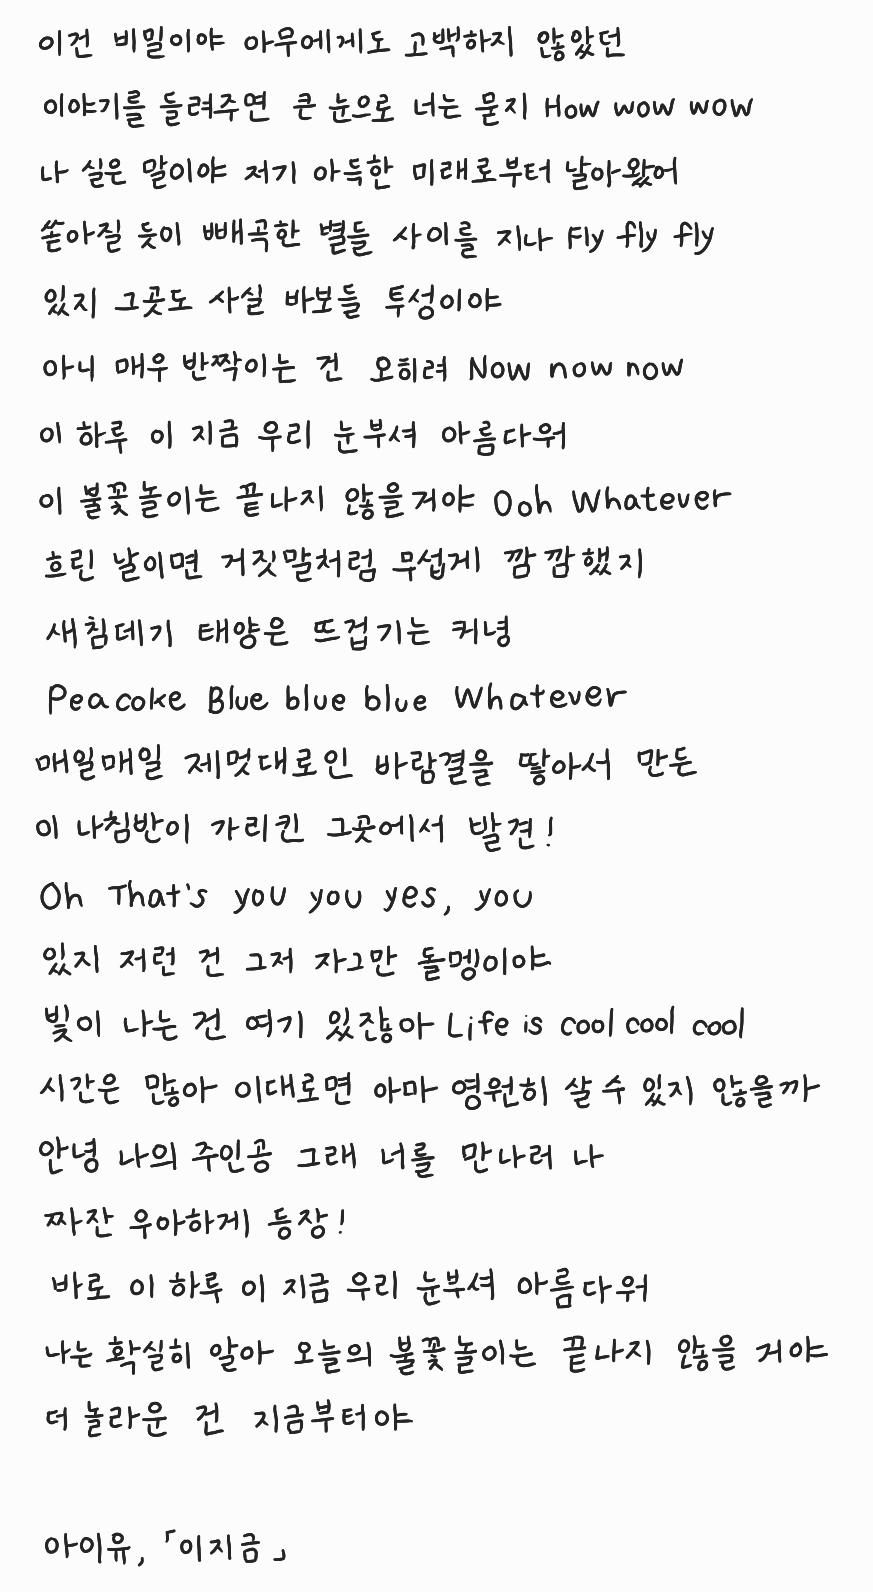 이건 비밀이야 아무에게도 고백하지 않았던
이야기를 들려주면 큰 눈으로 너는 묻지 How wow wow
나 실은 말이야 저기 아득한 미래로부터 날아왔어
쏟아질 듯이 빼곡한 별들 사이를 지나 Fly fly fly
있지 그곳도 사실 바보들 투성이야
아니 매우 반짝이는 건 오히려 Now now now
이 하루 이 지금 우리 눈부셔 아름다워
이 불꽃놀이는 끝나지 않을거야 Ooh Whatever
흐린 날이면 거짓말처럼 무섭게 깜깜했지
새침데기 태양은 뜨겁기는 커녕
Peacoke Blue blue blue Whatever
매일매일 제멋대로인 바람결을 땋아서 만든
이 나침반이 가리킨 그곳에서 발견!
Oh That's you you yes, you
있지 저런 건 그저 자그만 돌멩이야
빛이 나는 건 여기 있잖아 Life is cool cool cool
시간은 많아 이대로면 아마 영원히 살 수 있지 않을까
안녕 나의 주인공 그래 너를 만나러 나
짜잔 우아하게 등장!
바로 이 하루 이 지금 우리 눈부셔 아름다워
나는 확실히 알아 오늘의 불꽃놀이는 끝나지 않을 거야
더 놀라운 건 지금부터야
아이유, 「이지금」